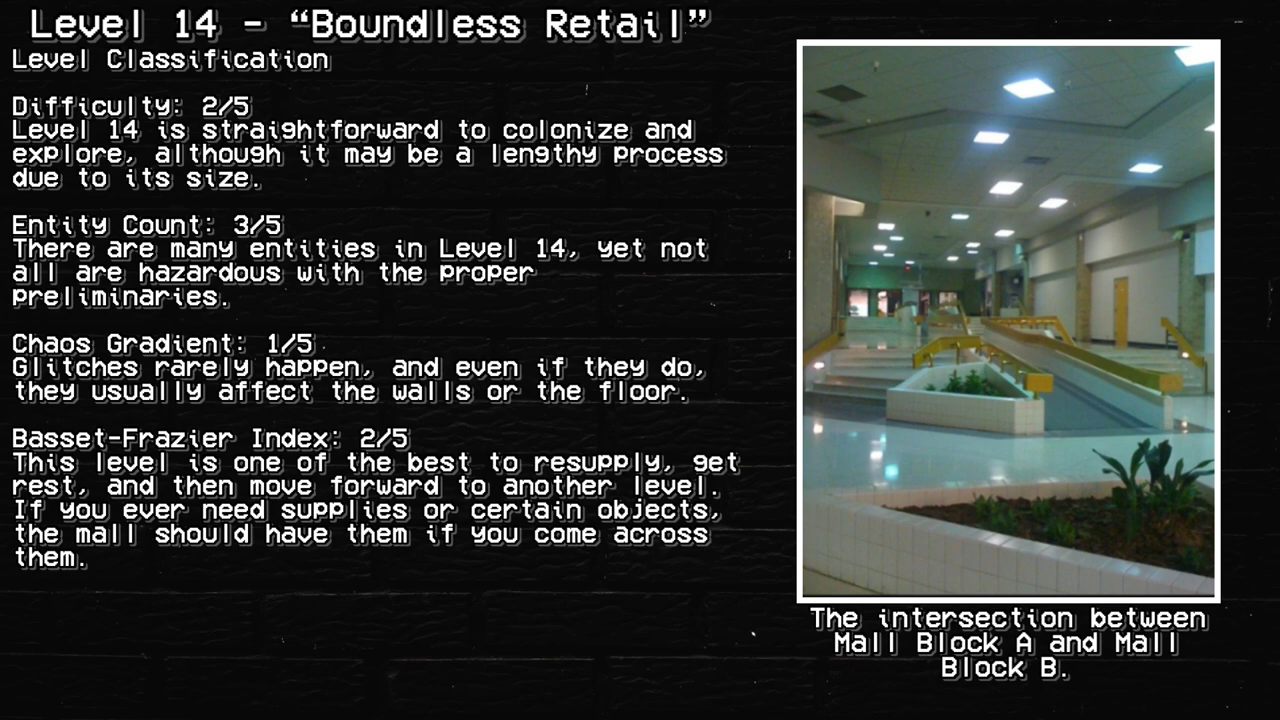 Level 14 - “Boundless Retail”
Level Classification
Difficulty: 2/5
Level 14 is straightforward to colonize and
explore, although it may be a lengthy process
due to its size.
Entity Count: 3/5
There are many entities in Level 14, yet not
all are hazardous with the proper
preliminaries.
Chaos Gradient: 1/5
Glitches rarely happen, and even if they do,
they usually affect the walls or the floor.
Basset-Frazier Index: 2/5
This level is one of the best to resupply, get
rest, and then move forward to another level.
If you ever need supplies or certain objects,
the mall should have them if you come across
them.
The intersection between
Mall Block A and Mall
Block B.